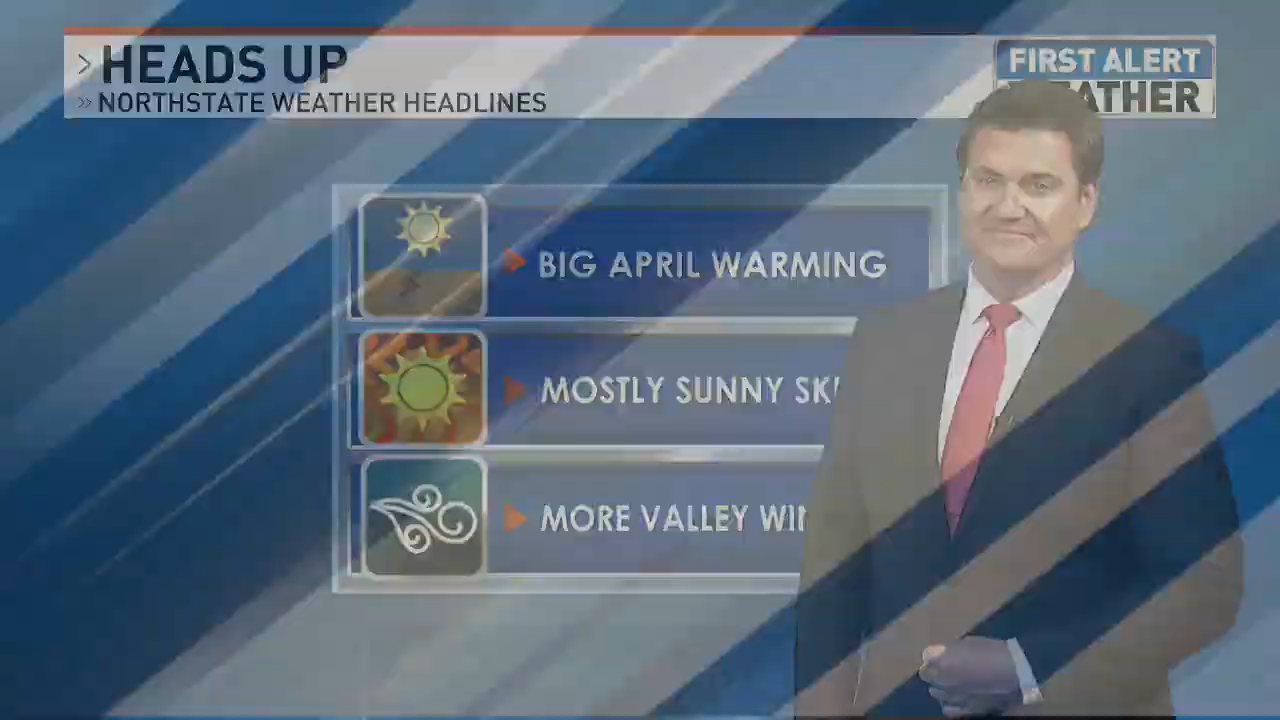 HEADS UP
NORTHSTATE WEATHER HEADLINES
FIRST ALERT
BIG APRIL WARMING
MOSTLY SUNNY
MORE VALLEY